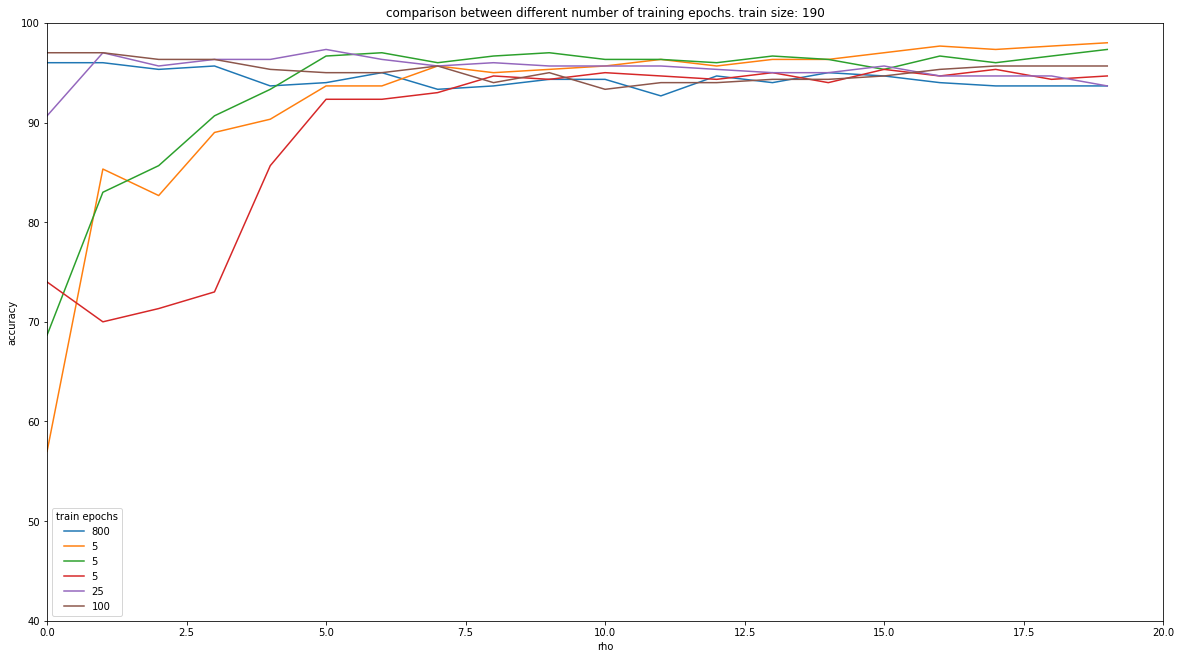 comparison between different number of training epochs. train size: 190
100
90
80
70
60
50
40
accuracy
train epochs
800
5
5
5
25
100
0.0 2.5 5.0 7.5 10.0 12.5 15.0 17.5 20.0
rho